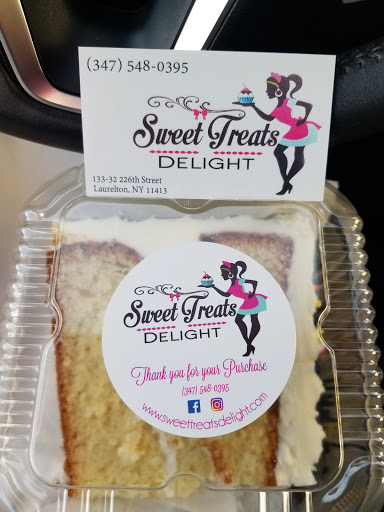 (347) 548-0395
Sweet Treats
DELIGHT
133-32 226th Street
Laurelton, NY 11413
Sweet Treats
DELIGHT
Thank you for your Purchase
(347) 548-0395
www.sweettreatsdelight.com